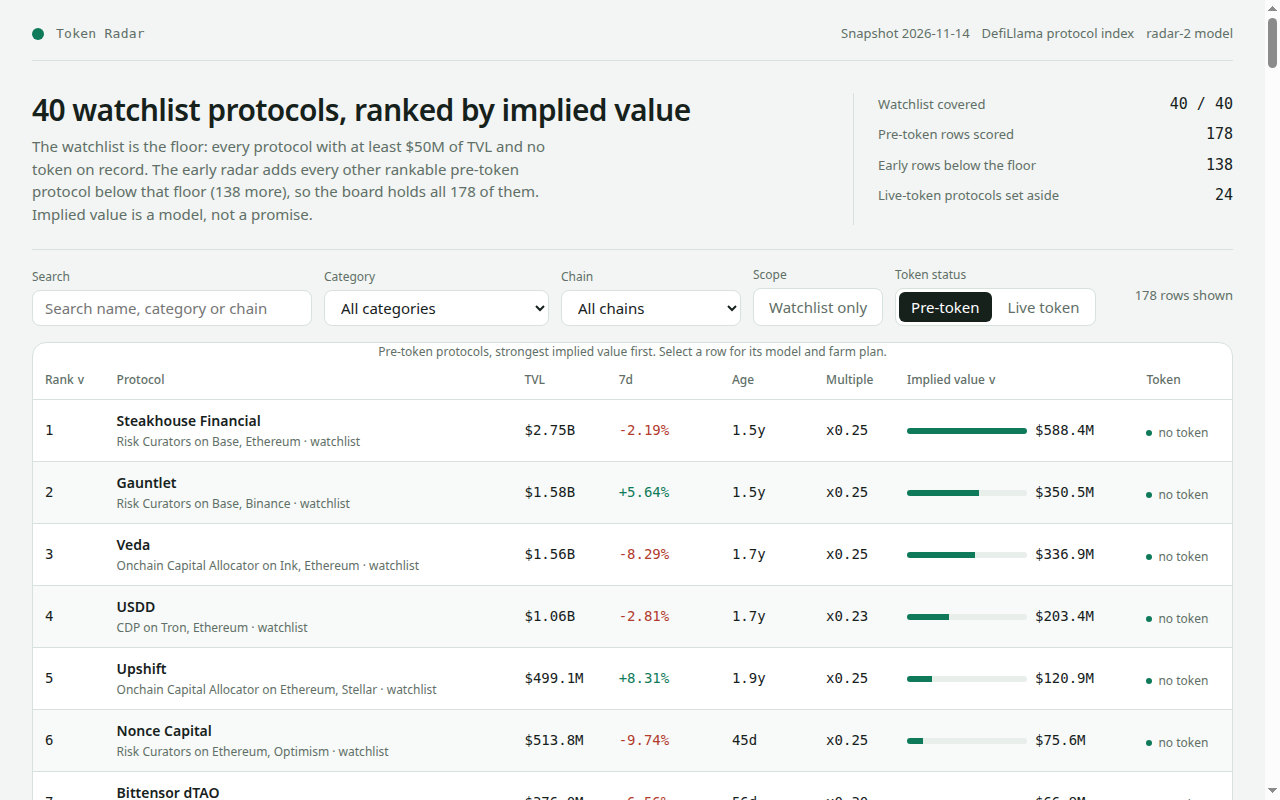 Token Radar
Snapshot 2026-11-14 DefiLlama protocol index radar-2 model
40 watchlist protocols, ranked by implied value
The watchlist is the floor: every protocol with at least $50M of TVL and no
token on record. The early radar adds every other rankable pre-token
protocol below that floor (138 more), so the board holds all 178 of them.
Implied value is a model, not a promise.
Watchlist covered 40 / 40
Pre-token rows scored 178
Early rows below the floor 138
Live-token protocols set aside 24
Search Category Chain Scope Token status
Search name, category or chain All categories All chains Watchlist only Pre-token Live token 178 rows shown
Pre-token protocols, strongest implied value first. Select a row for its model and farm plan.
Rank v Protocol TVL 7d Age Multiple Implied value v Token
1 Steakhouse Financial $2.75B -2.19% 1.5y x0.25 $588.4M no token
Risk Curators on Base, Ethereum · watchlist
2 Gauntlet $1.58B +5.64% 1.5y x0.25 $350.5M no token
Risk Curators on Base, Binance · watchlist
3 Veda $1.56B -8.29% 1.7y x0.25 $336.9M no token
Onchain Capital Allocator on Ink, Ethereum · watchlist
4 USDD $1.06B -2.81% 1.7y x0.23 $203.4M no token
CDP on Tron, Ethereum · watchlist
5 Upshift $499.1M +8.31% 1.9y x0.25 $120.9M no token
Onchain Capital Allocator on Ethereum, Stellar · watchlist
6 Nonce Capital $513.8M -9.74% 45d x0.25 $75.6M no token
Risk Curators on Ethereum, Optimism · watchlist
Bittensor dTAO